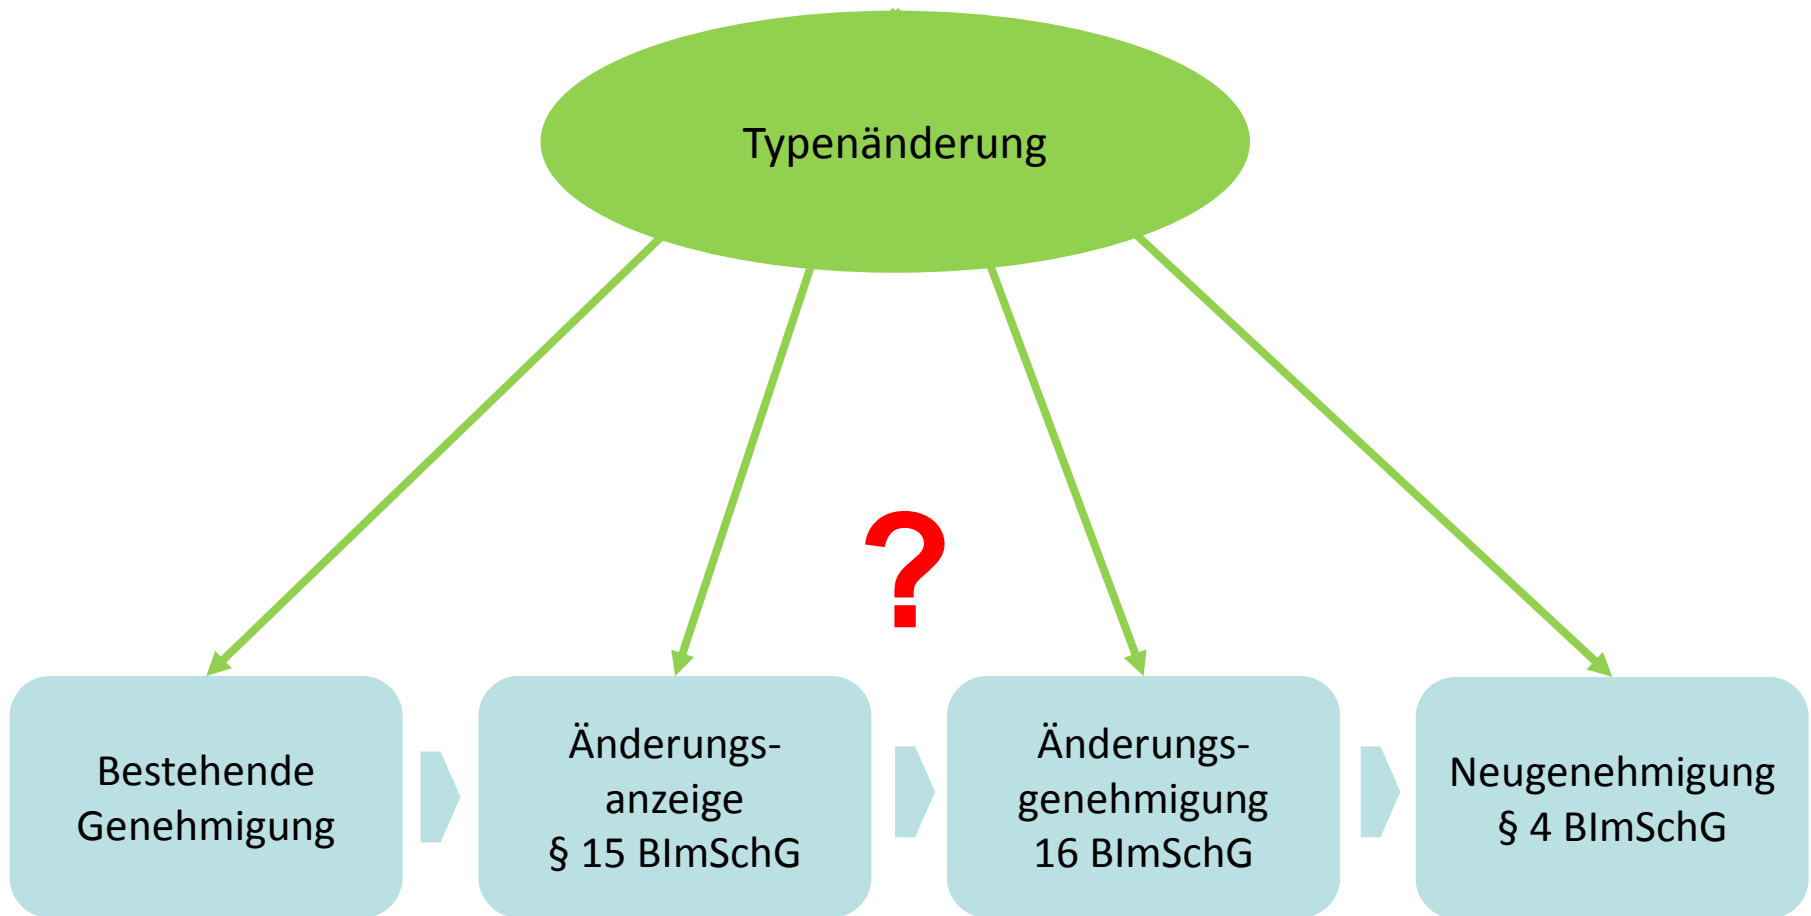 Typenänderung
?
Bestehende
Genehmigung
Änderungs-
anzeige
§ 15 BImSchG
Änderungs-
genehmigung
16 BImSchG
Neugenehmigung
§ 4 BImSchG